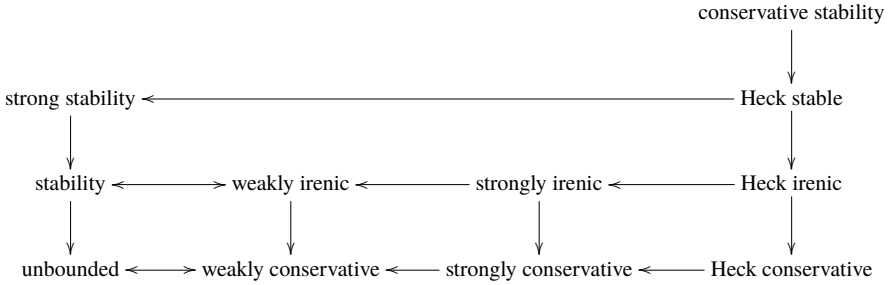 conservative stability
strong stability Heck stable
stability weakly irenic strongly irenic Heck irenic
unbounded weakly conservative strongly conservative Heck conservative